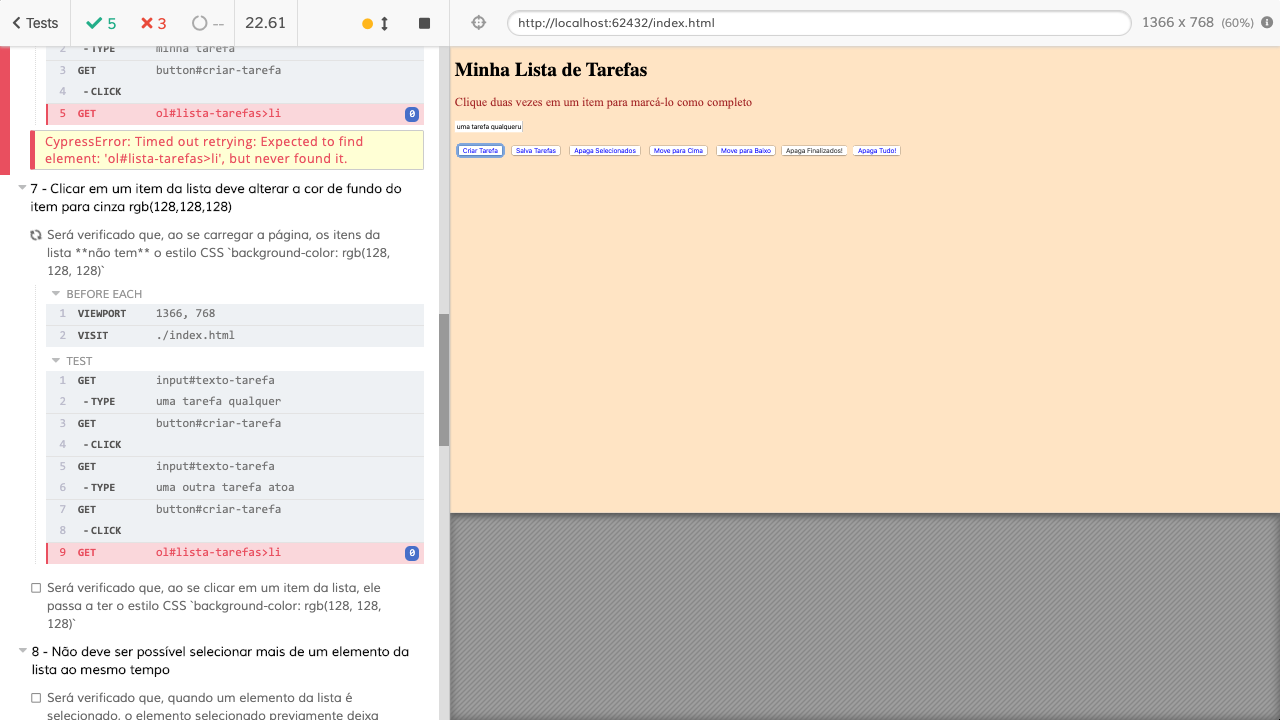 Tests 5 3 -- 22.61 http://localhost:62432/index.html 1366 x 768 (60%)
2 -TYPE minha tarefa
3 GET button#criar-tarefa
4 -CLICK
5 GET ol#lista-tarefas>li 0
CypressError: Timed out retrying: Expected to find
element: 'ol#lista-tarefas>li', but never found it.
7 - Clicar em um item da lista deve alterar a cor de fundo do
item para cinza rgb(128,128,128)
Será verificado que, ao se carregar a página, os itens da
lista **não tem** o estilo CSS `background-color: rgb(128,
128, 128)`
BEFORE EACH
1 VIEWPORT 1366, 768
2 VISIT ./index.html
TEST
1 GET input#texto-tarefa
2 -TYPE uma tarefa qualquer
3 GET button#criar-tarefa
4 -CLICK
5 GET input#texto-tarefa
6 -TYPE uma outra tarefa atoa
7 GET button#criar-tarefa
8 -CLICK
9 GET ol#lista-tarefas>li 0
Será verificado que, ao se clicar em um item da lista, ele
passa a ter o estilo CSS `background-color: rgb(128, 128,
128)`
8 - Não deve ser possível selecionar mais de um elemento da
lista ao mesmo tempo
Será verificado que, quando um elemento da lista é
selecionado, o elemento selecionado previamente deixa
Minha Lista de Tarefas
Clique duas vezes em um item para marcá-lo como completo
uma tarefa qualqueru
Criar Tarefa Salva Tarefas Apaga Selecionados Move para Cima Move para Baixo Apaga Finalizados! Apaga Tudo!